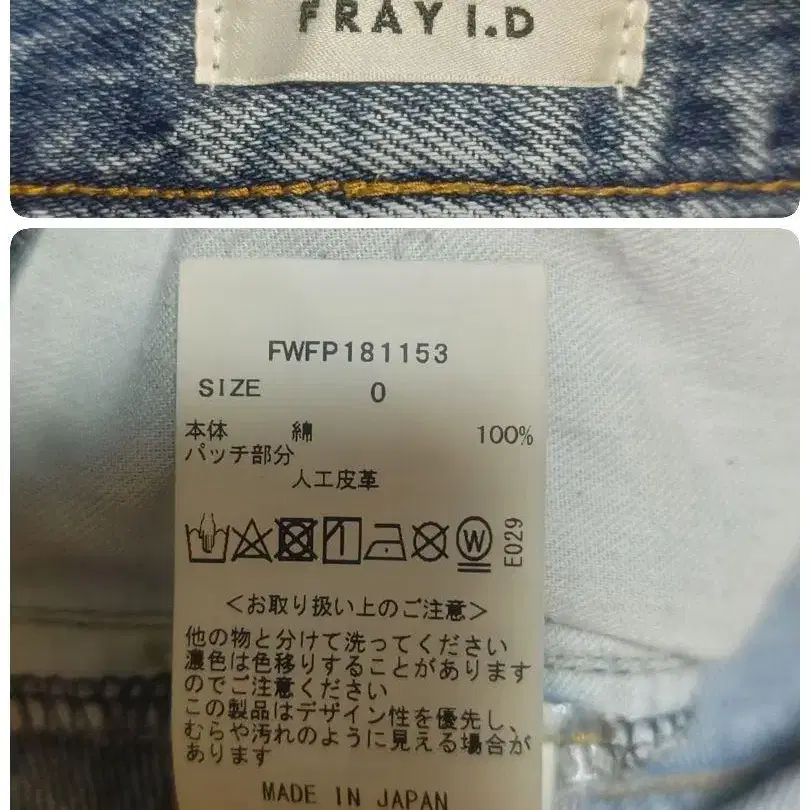 FRAY I.D
FWFP181153
SIZE 0
本体 綿 100%
パッチ部分
人工皮革
W
E029
＜お取り扱い上のご注意＞
他の物と分けて洗ってください
濃色は色移りすることがあります
のでご注意ください
この製品はデザイン性を優先し、
むらや汚れのように見える場合が
あります
MADE IN JAPAN